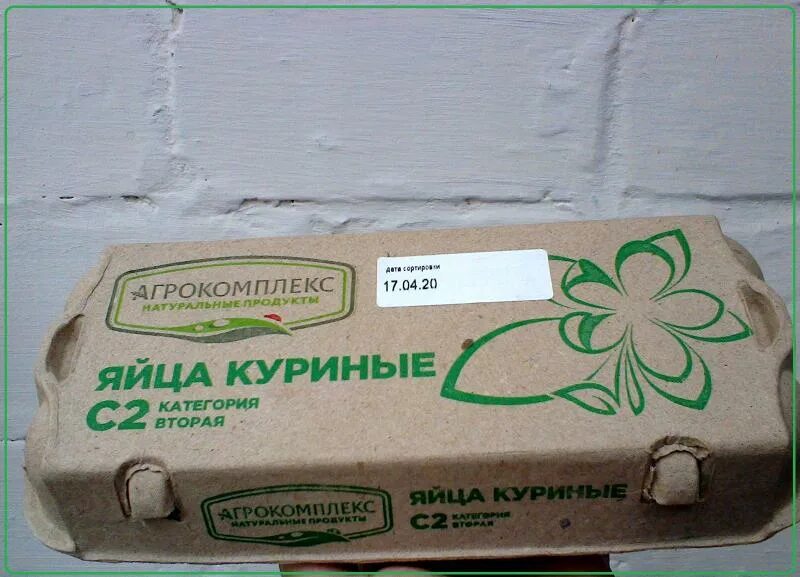 АГРОКОМПЛЕКС
НАТУРАЛЬНЫЕ ПРОДУКТЫ
Дата сортировки
17.04.20
ЯЙЦА КУРИНЫЕ
С2 КАТЕГОРИЯ
ВТОРАЯ
АГРОКОМПЛЕКС
НАТУРАЛЬНЫЕ ПРОДУКТЫ
ЯЙЦА КУРИНЫЕ
С2 КАТЕГОРИЯ
ВТОРАЯ